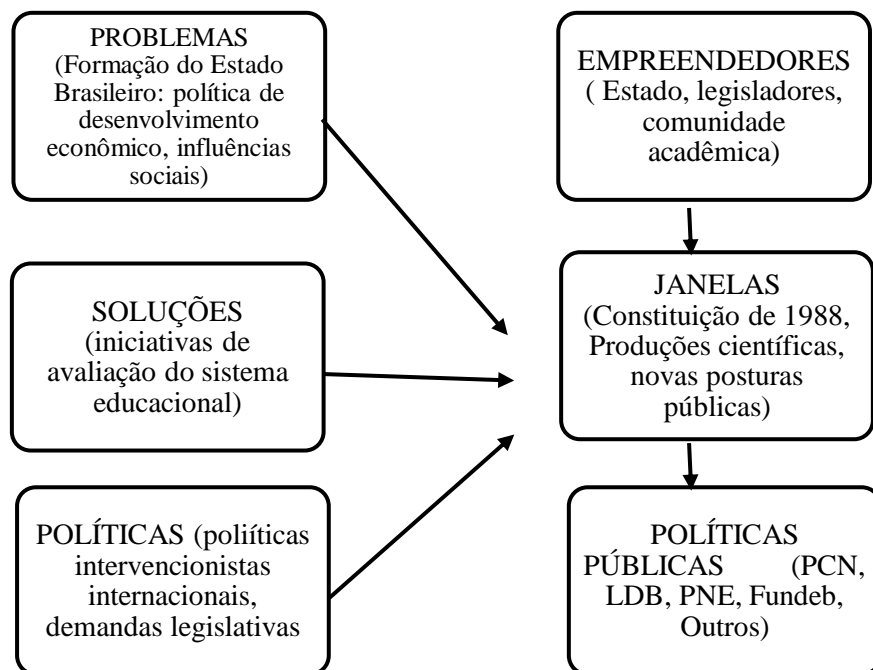 PROBLEMAS
(Formação do Estado
Brasileiro: política de
desenvolvimento
econômico, influências
sociais)
EMPREENDEDORES
( Estado, legisladores,
comunidade
acadêmica)
SOLUÇÕES
(iniciativas de
avaliação do sistema
educacional)
JANELAS
(Constituição de 1988,
Produções científicas,
novas posturas
públicas)
POLÍTICAS (poliíticas
intervencionistas
internacionais,
demandas legislativas
POLÍTICAS
PÚBLICAS (PCN,
LDB, PNE, Fundeb,
Outros)